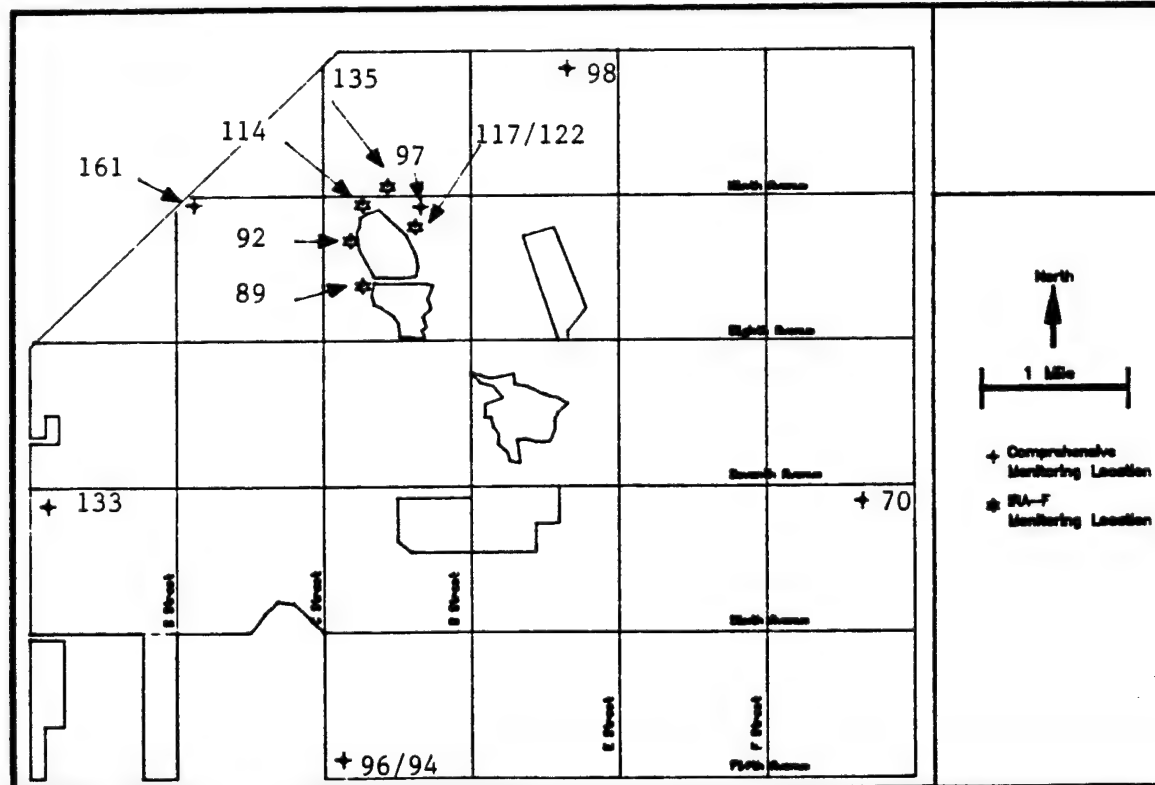 135
98
114
117/122
97
161
Ninth Avenue
92
89
North
Eighth Avenue
1 Mile
+ Comprehensive
Monitoring Location
Seventh Avenue
133
70
IRA-F
Monitoring Location
B Street
C Street
D Street
Sixth Avenue
E Street
F Street
96/94
Fifth Avenue